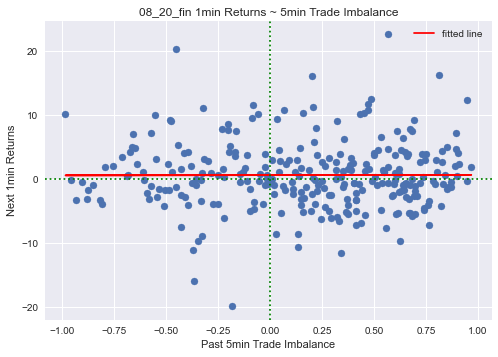 08_20_fin 1min Returns ~ 5min Trade Imbalance
fitted line
20
10
0
−10
−20
Next 1min Returns
−1.00 −0.75 −0.50 −0.25 0.00 0.25 0.50 0.75 1.00
Past 5min Trade Imbalance